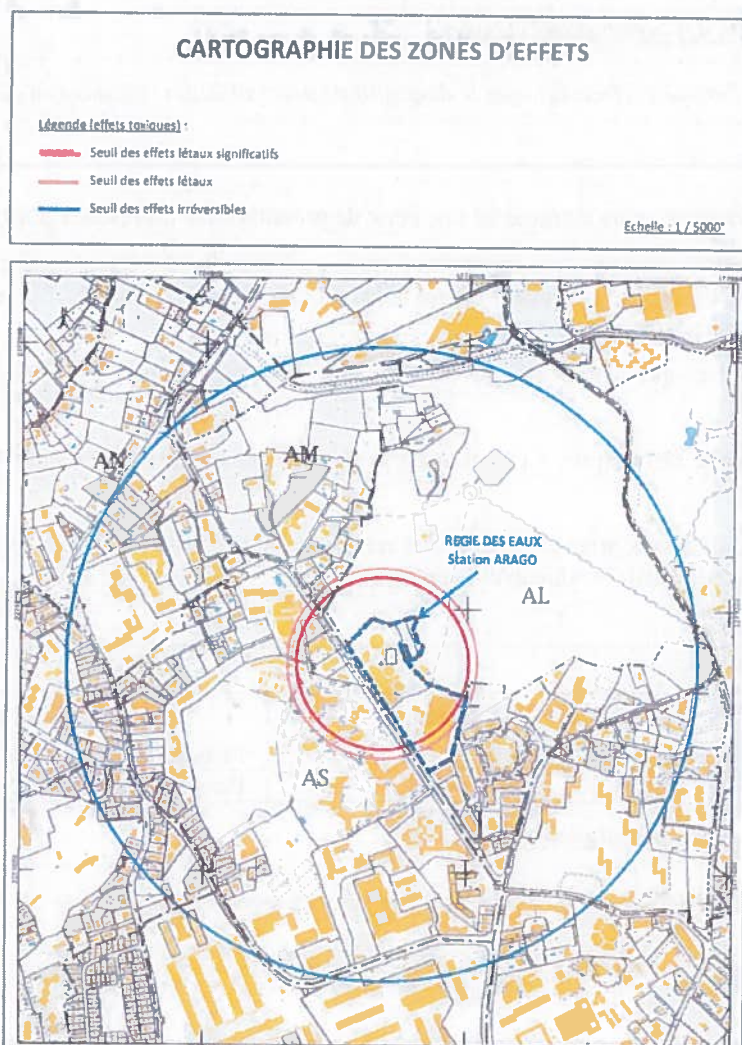 CARTOGRAPHIE DES ZONES D'EFFETS
Légende (effets toxiques) :
Seuil des effets létaux significatifs
Seuil des effets létaux
Seuil des effets irréversibles
Echelle : 1 / 5000°
AN
AM
REGIE DES EAUX
Station ARAGO
AL
AS